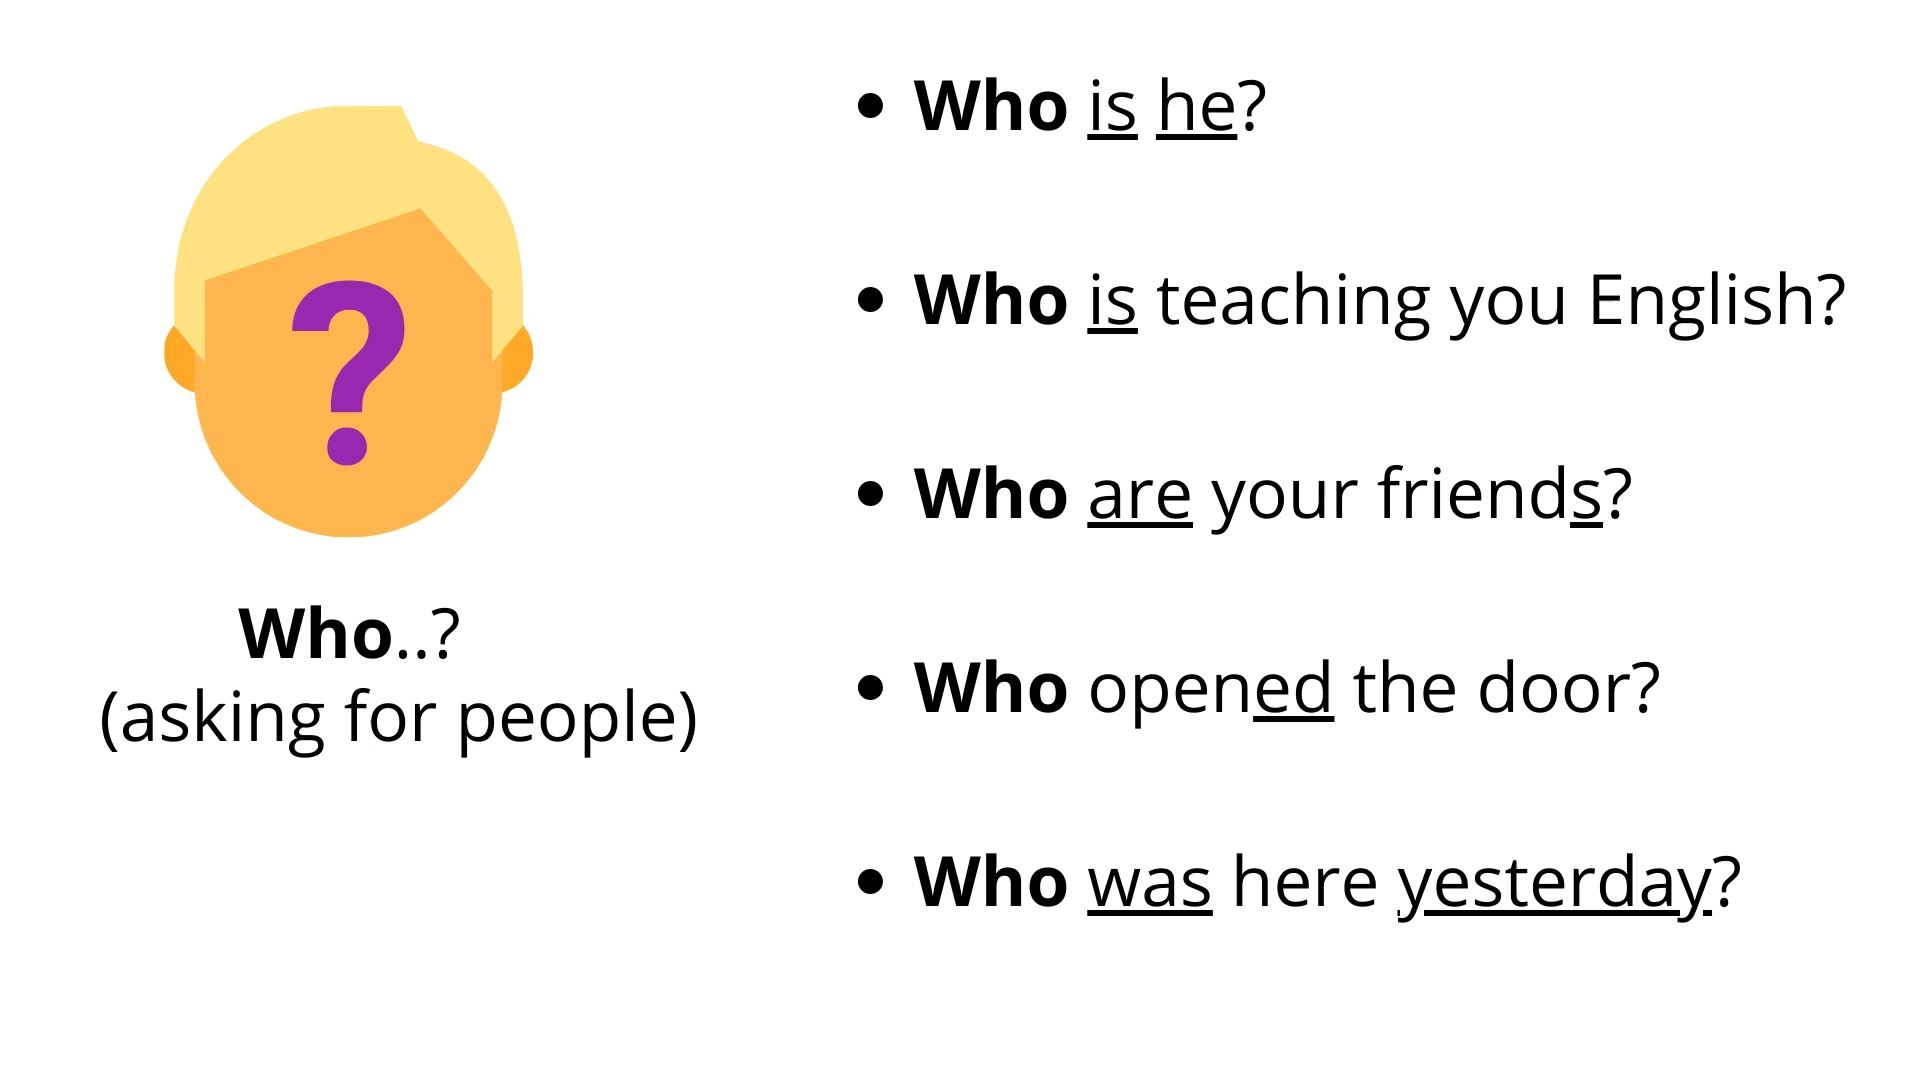 Who..?
(asking for people)
• Who is he?
• Who is teaching you English?
• Who are your friends?
• Who opened the door?
• Who was here yesterday?